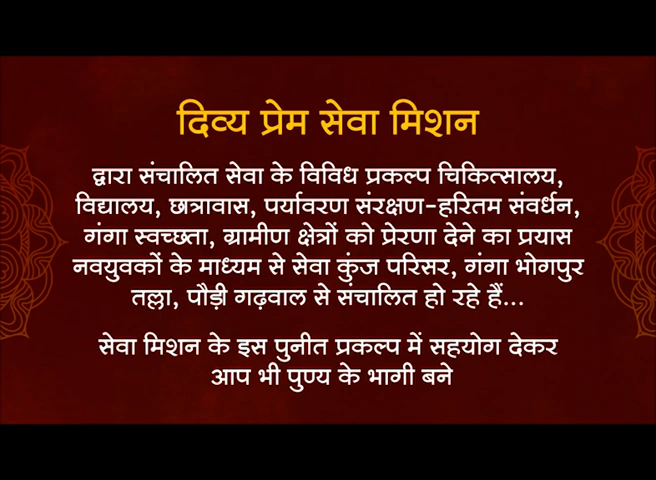 दिव्य प्रेम सेवा मिशन
द्वारा संचालित सेवा के विविध प्रकल्प चिकित्सालय,
विद्यालय, छात्रावास, पर्यावरण संरक्षण-हरितम संवर्धन,
गंगा स्वच्छता, ग्रामीण क्षेत्रों को प्रेरणा देने का प्रयास
नवयुवकों के माध्यम से सेवा कुंज परिसर, गंगा भोगपुर
तल्ला, पौड़ी गढ़वाल से संचालित हो रहे हैं...
सेवा मिशन के इस पुनीत प्रकल्प में सहयोग देकर
आप भी पुण्य के भागी बने